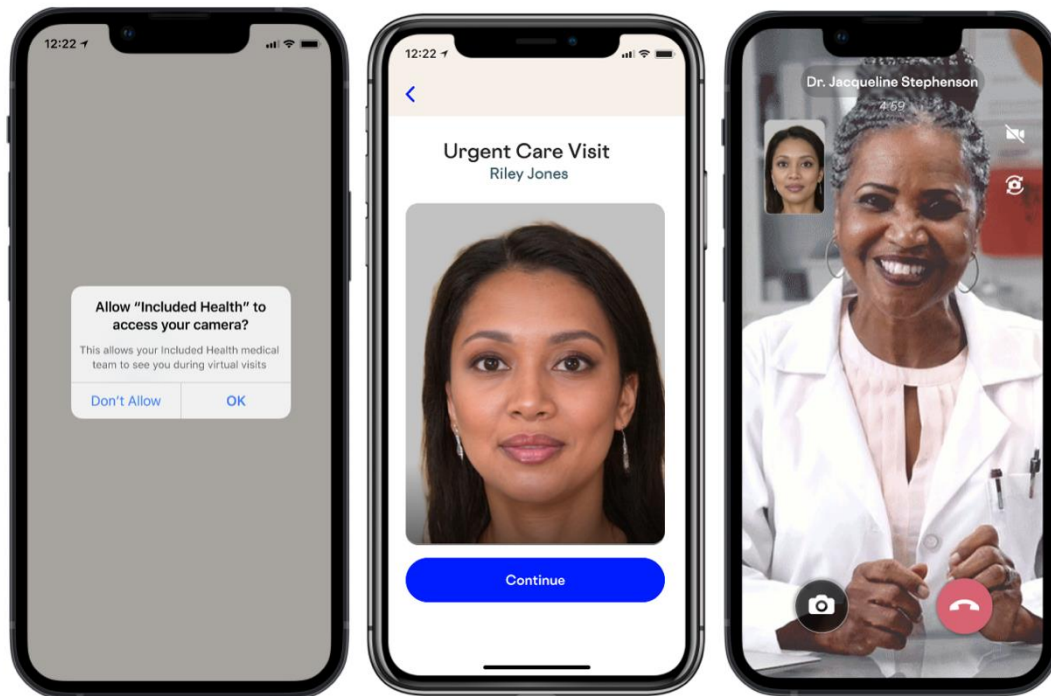 12:22
Allow “Included Health” to
access your camera?
This allows your Included Health medical
team to see you during virtual visits
Don’t Allow
OK
12:22
Urgent Care Visit
Riley Jones
Continue
Dr. Jacqueline Stephenson
4:59